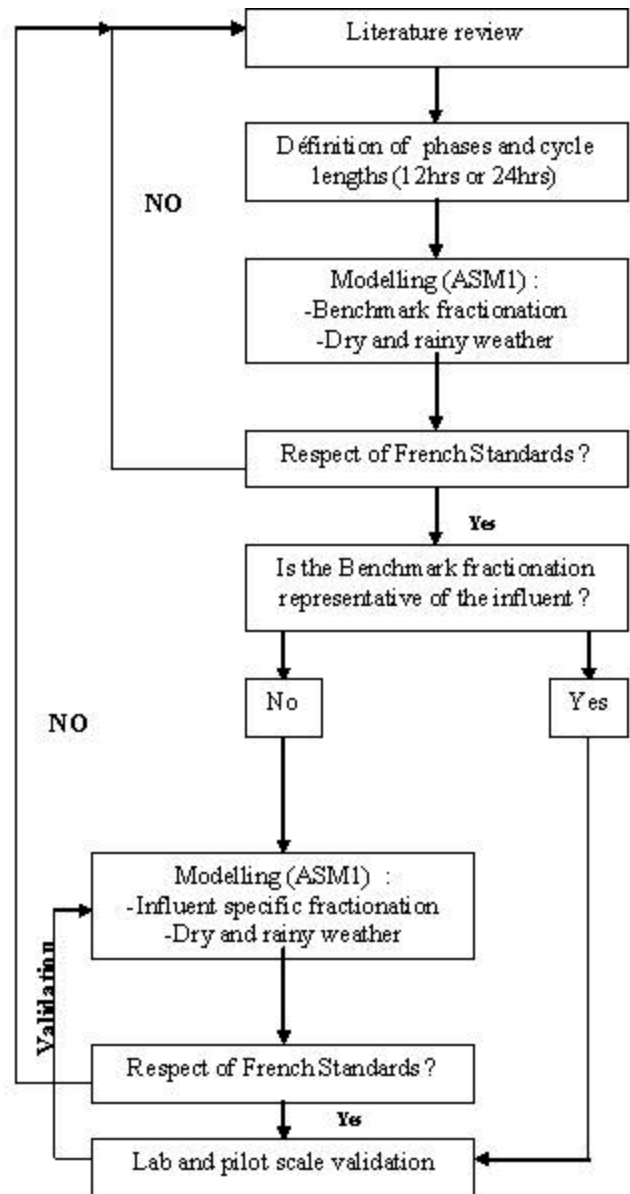 Literature review
Définition of phases and cycle
lengths (12hrs or 24hrs)
NO
Modelling (ASM1) :
-Benchmark fractionation
-Dry and rainy weather
Respect of French Standards ?
Yes
Is the Benchmark fractionation
representative of the influent ?
No
Yes
NO
Modelling (ASM1) :
-Influent specific fractionation
-Dry and rainy weather
Validation
Respect of French Standards ?
Yes
Lab and pilot scale validation